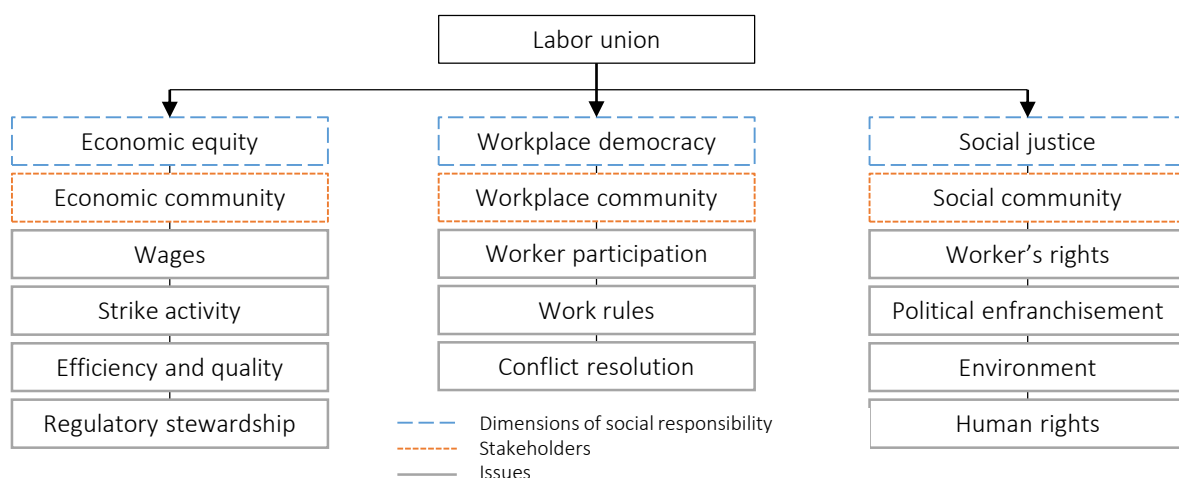 Labor union
Economic equity
Workplace democracy
Social justice
Economic community
Workplace community
Social community
Wages
Worker participation
Worker’s rights
Strike activity
Work rules
Political enfranchisement
Efficiency and quality
Conflict resolution
Environment
Regulatory stewardship
Human rights
Dimensions of social responsibility
Stakeholders
Issues